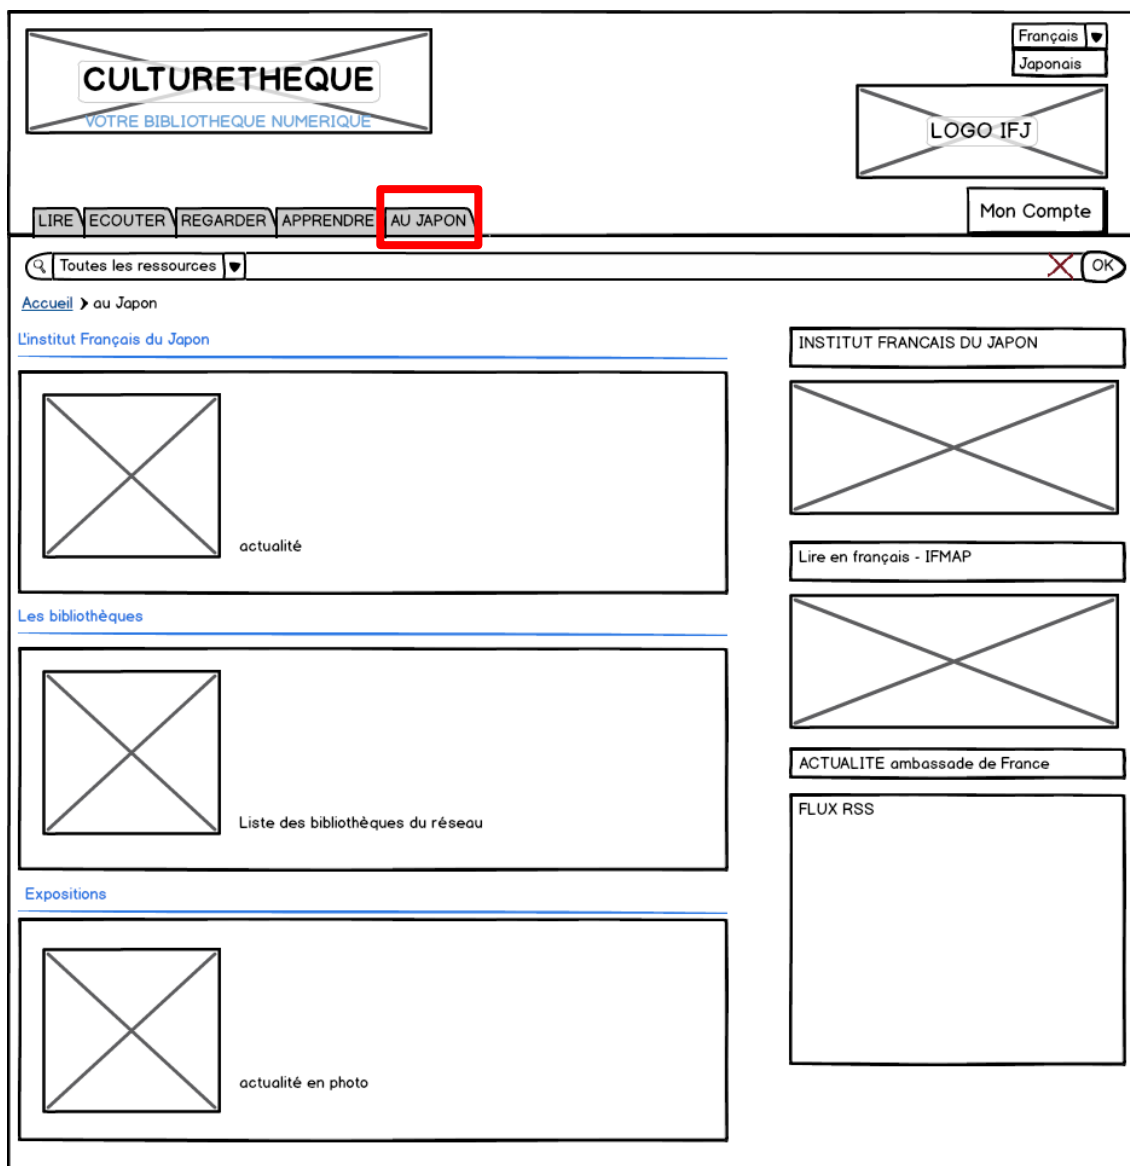 CULTURETHEQUE
VOTRE BIBLIOTHEQUE NUMERIQUE
Français
Japonais
LOGO IFJ
Mon Compte
LIRE ECOUTER REGARDER APPRENDRE AU JAPON
Toutes les ressources OK
Accueil > au Japon
L'institut Français du Japon
actualité
Les bibliothèques
Liste des bibliothèques du réseau
Expositions
actualité en photo
INSTITUT FRANCAIS DU JAPON
Lire en français - IFMAP
ACTUALITE ambassade de France
FLUX RSS